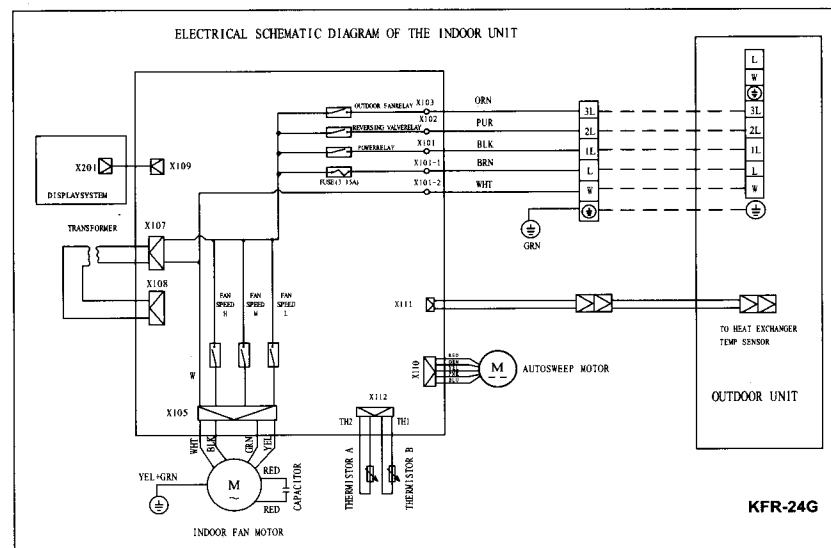 ELECTRICAL SCHEMATIC DIAGRAM OF THE INDOOR UNIT
L
W
OUTDOOR FANRELAY X103 ORN 3L 3L
REVERSING VALVERELAY X102 PUR 2L 2L
POWERRELAY X101 BLK 1L 1L
X101-1 BRN L L
FUSE(3 15A) X101-2 WHT W W
GRN
X201 X109
DISPLAYSYSTEM
TRANSFORMER X107
X108
FAN SPEED H
FAN SPEED M
FAN SPEED L
X111
TO HEAT EXCHANGER
TEMP SENSOR
X110
RED
YEL
BLU
M
AUTOSWEEP MOTOR
OUTDOOR UNIT
W
X105
X112
TH2 TH1
WHT
BLK
GRN
YEL
THERMISTOR A
THERMISTOR B
YEL+GRN
M
~
RED
RED
CAPACITOR
INDOOR FAN MOTOR
KFR-24G